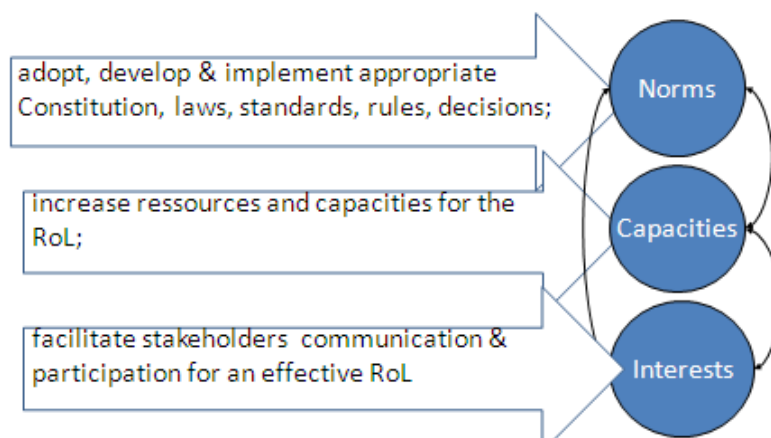 adopt, develop & implement appropriate
Constitution, laws, standards, rules, decisions;
Norms
increase ressources and capacities for the
RoL;
Capacities
facilitate stakeholders communication &
participation for an effective RoL
Interests